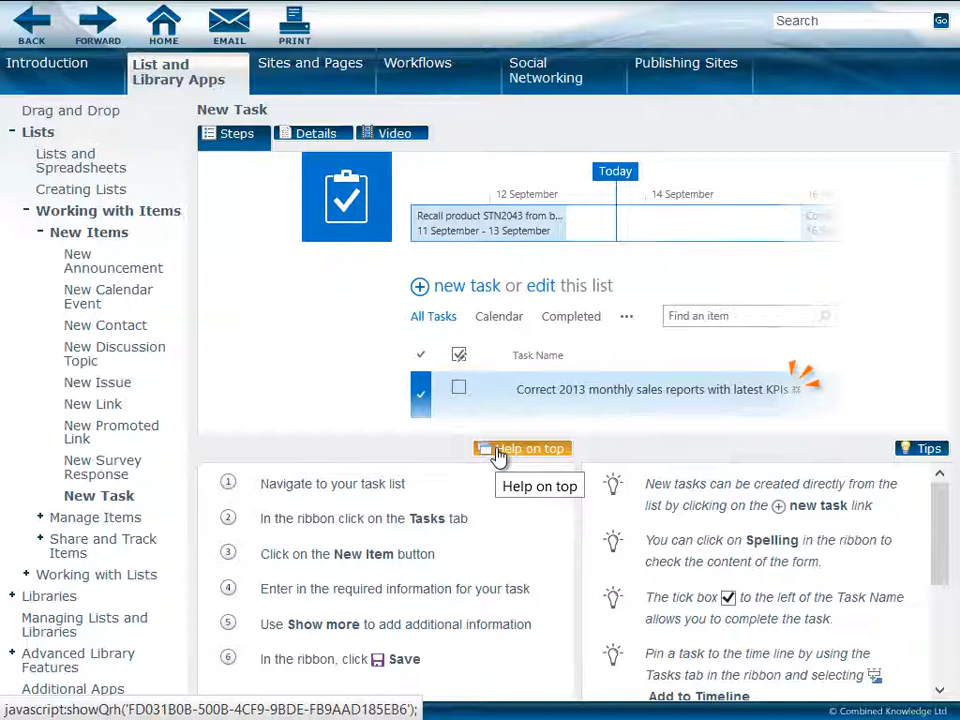 BACK
FORWARD
HOME
EMAIL
PRINT
Search
Go
Introduction
List and
Library Apps
Sites and Pages
Workflows
Social
Networking
Publishing Sites
Drag and Drop
Lists
Lists and
Spreadsheets
Creating Lists
Working with Items
New Items
New
Announcement
New Calendar
Event
New Contact
New Discussion
Topic
New Issue
New Link
New Promoted
Link
New Survey
Response
New Task
Manage Items
Share and Track
Items
Working with Lists
Libraries
Managing Lists and
Libraries
Advanced Library
Features
Additional Apps
New Task
Steps
Details
Video
Today
12 September
14 September
Recall product STN2043 from b...
11 September - 13 September
new task or edit this list
All Tasks
Calendar
Completed
...
Find an item
Task Name
Correct 2013 monthly sales reports with latest KPIs
Help on top
Tips
Help on top
1 Navigate to your task list
2 In the ribbon click on the Tasks tab
3 Click on the New Item button
4 Enter in the required information for your task
5 Use Show more to add additional information
6 In the ribbon, click Save
New tasks can be created directly from the
list by clicking on the new task link
You can click on Spelling in the ribbon to
check the content of the form.
The tick box to the left of the Task Name
allows you to complete the task.
Pin a task to the time line by using the
Tasks tab in the ribbon and selecting
Add to Timeline
javascript:showQrh('FD031B0B-500B-4CF9-9BDE-FB9AAD185EB6');
© Combined Knowledge Ltd